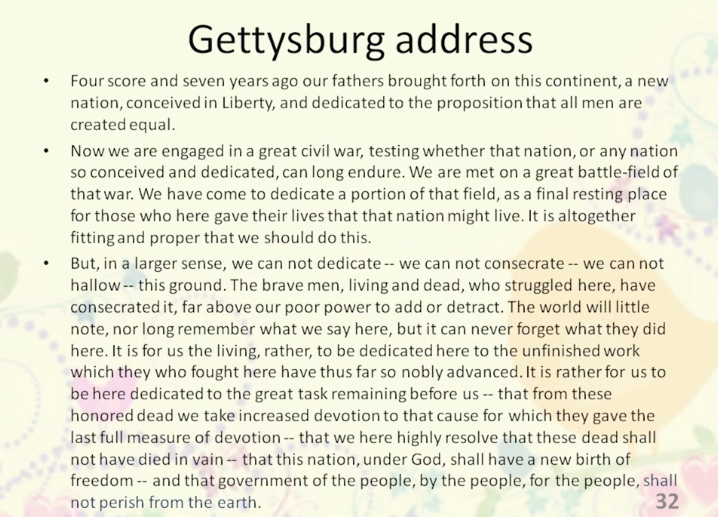 Gettysburg address
• Four score and seven years ago our fathers brought forth on this continent, a new
nation, conceived in Liberty, and dedicated to the proposition that all men are
created equal.
• Now we are engaged in a great civil war, testing whether that nation, or any nation
so conceived and dedicated, can long endure. We are met on a great battle-field of
that war. We have come to dedicate a portion of that field, as a final resting place
for those who here gave their lives that that nation might live. It is altogether
fitting and proper that we should do this.
• But, in a larger sense, we can not dedicate -- we can not consecrate -- we can not
hallow -- this ground. The brave men, living and dead, who struggled here, have
consecrated it, far above our poor power to add or detract. The world will little
note, nor long remember what we say here, but it can never forget what they did
here. It is for us the living, rather, to be dedicated here to the unfinished work
which they who fought here have thus far so nobly advanced. It is rather for us to
be here dedicated to the great task remaining before us -- that from these
honored dead we take increased devotion to that cause for which they gave the
last full measure of devotion -- that we here highly resolve that these dead shall
not have died in vain -- that this nation, under God, shall have a new birth of
freedom -- and that government of the people, by the people, for the people, shall
not perish from the earth.
32